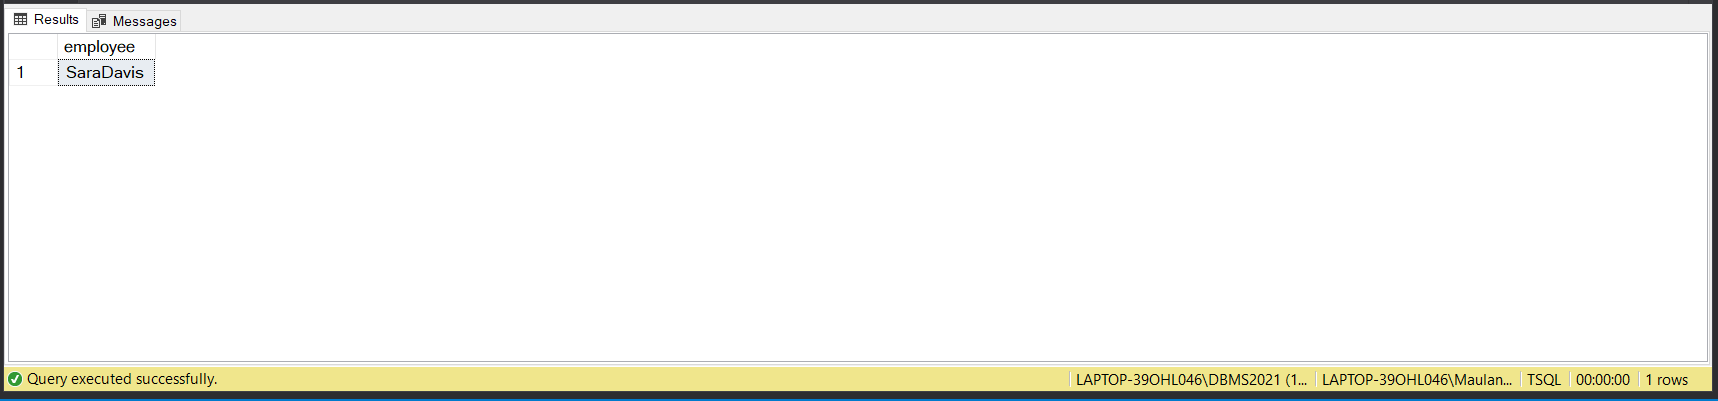 Results Messages
employee
1 SaraDavis
Query executed successfully. LAPTOP-39OHL046\DBMS2021 (1... LAPTOP-39OHL046\Maulan... TSQL 00:00:00 1 rows